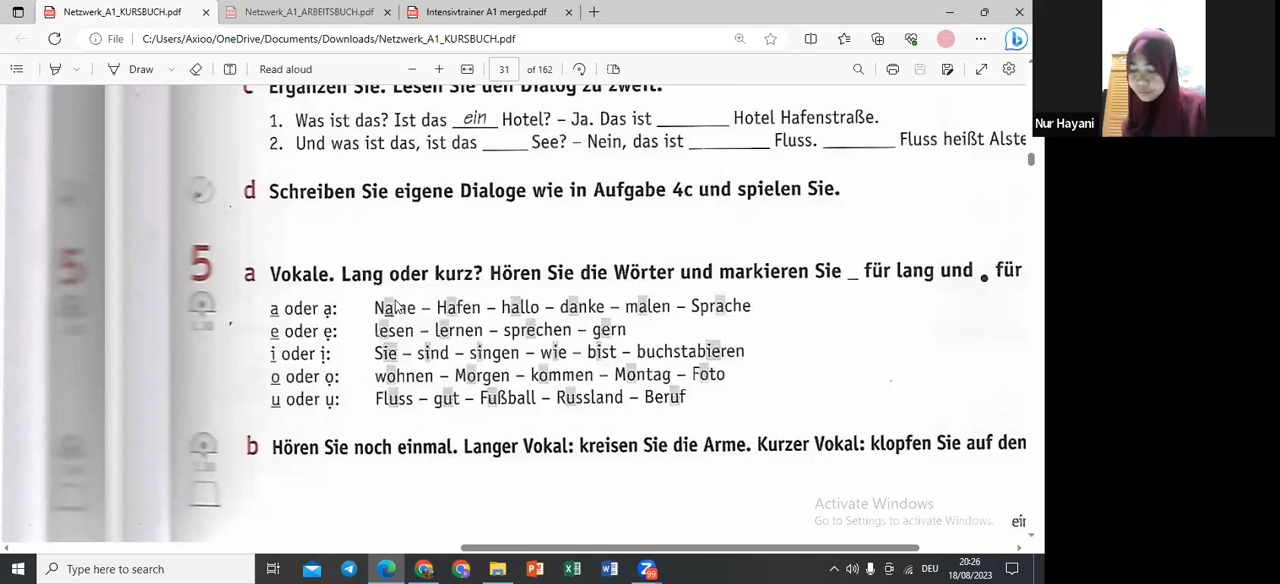 Netzwerk_A1_KURSBUCH.pdf
Netzwerk_A1_ARBEITSBUCH.pdf
Intensivtrainer A1 merged.pdf
File C:/Users/Axioo/OneDrive/Documents/Downloads/Netzwerk_A1_KURSBUCH.pdf
Draw Read aloud 31 of 162
Nur Hayani
c Ergänzen Sie. Lesen Sie den Dialog zu zweit.
1. Was ist das? Ist das ein Hotel? – Ja. Das ist ________ Hotel Hafenstraße.
2. Und was ist das, ist das _____ See? – Nein, das ist _________ Fluss. ________ Fluss heißt Alste
d Schreiben Sie eigene Dialoge wie in Aufgabe 4c und spielen Sie.
5
5
a Vokale. Lang oder kurz? Hören Sie die Wörter und markieren Sie _ für lang und . für
a oder ạ: Name – Hafen – hallo – danke – malen – Sprache
e oder ẹ: lesen – lernen – sprechen – gern
i oder ị: Sie – sind – singen – wie – bist – buchstabieren
o oder ọ: wohnen – Morgen – kommen – Montag – Foto
u oder ụ: Fluss – gut – Fußball – Russland – Beruf
b Hören Sie noch einmal. Langer Vokal: kreisen Sie die Arme. Kurzer Vokal: klopfen Sie auf den
Activate Windows
Go to Settings to activate Windows.
ein
Type here to search
99
DEU
20:26
18/08/2023